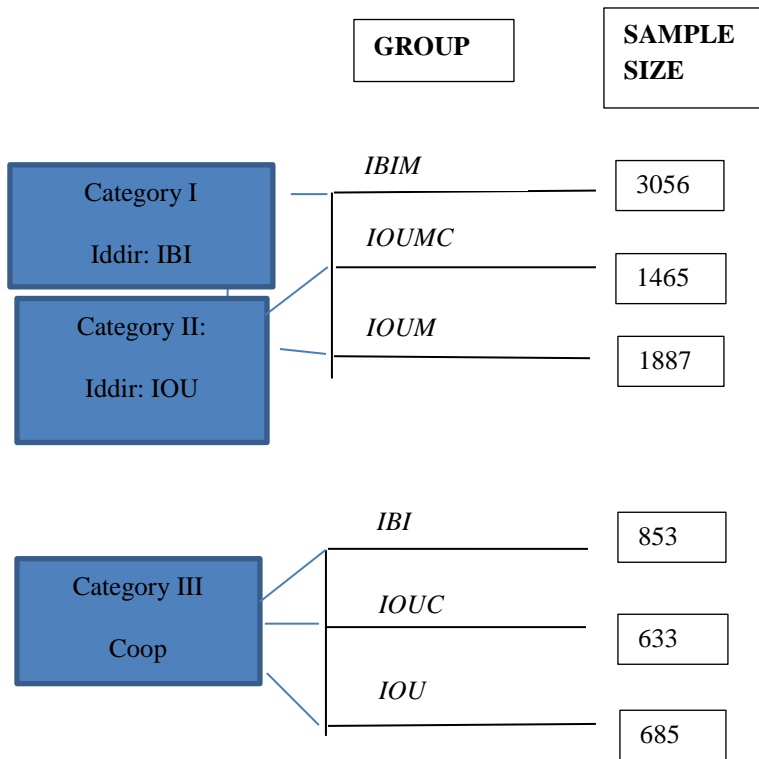 GROUP
SAMPLE
SIZE
Category I
Iddir: IBI
IBIM
3056
IOUMC
1465
Category II:
Iddir: IOU
IOUM
1887
IBI
853
Category III
Coop
IOUC
633
IOU
685